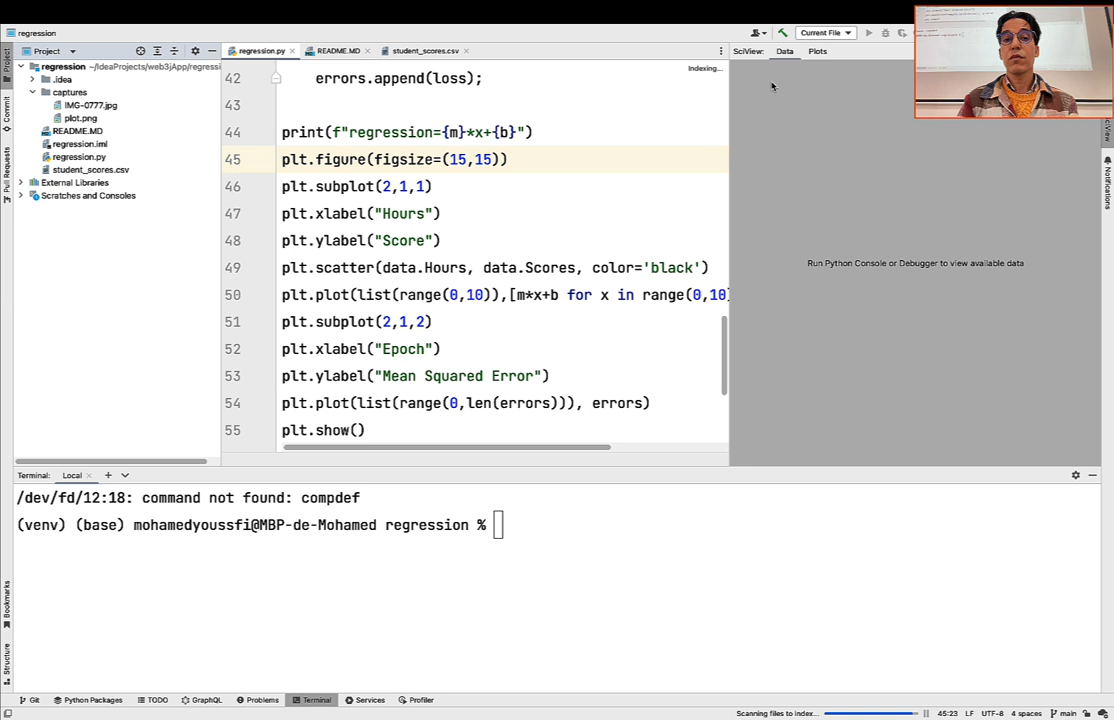 regression
Current File
Project
regression.py
README.MD
student_scores.csv
SciView:
Data
Plots
regression ~/IdeaProjects/web3jApp/regressi
.idea
captures
IMG-0777.jpg
plot.png
README.MD
regression.iml
regression.py
student_scores.csv
External Libraries
Scratches and Consoles
Project
Commit
Pull Requests
Bookmarks
Structure
Indexing...
42 errors.append(loss);
43
44 print(f"regression={m}*x+{b}")
45 plt.figure(figsize=(15,15))
46 plt.subplot(2,1,1)
47 plt.xlabel("Hours")
48 plt.ylabel("Score")
49 plt.scatter(data.Hours, data.Scores, color='black')
50 plt.plot(list(range(0,10)),[m*x+b for x in range(0,10
51 plt.subplot(2,1,2)
52 plt.xlabel("Epoch")
53 plt.ylabel("Mean Squared Error")
54 plt.plot(list(range(0,len(errors))), errors)
55 plt.show()
Run Python Console or Debugger to view available data
SciView
Notifications
Terminal:
Local
/dev/fd/12:18: command not found: compdef
(venv) (base) mohamedyoussfi@MBP-de-Mohamed regression %
Git
Python Packages
TODO
GraphQL
Problems
Terminal
Services
Profiler
Scanning files to index...
45:23
LF
UTF-8
4 spaces
main